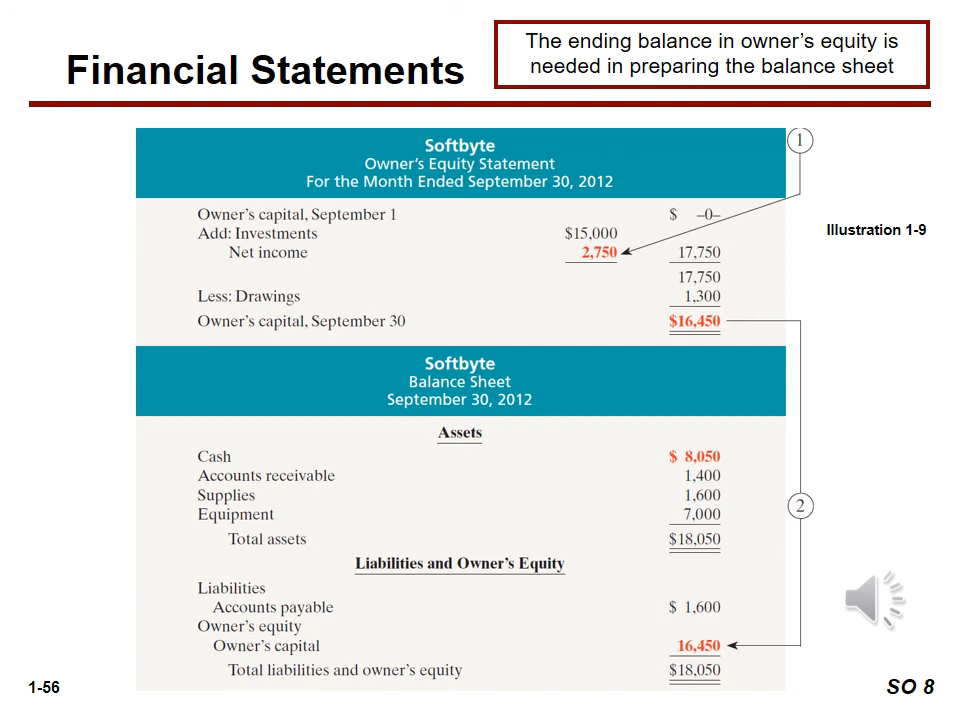 Financial Statements
The ending balance in owner's equity is
needed in preparing the balance sheet
Softbyte
Owner's Equity Statement
For the Month Ended September 30, 2012
1
Owner's capital, September 1 $ –0–
Add: Investments $15,000
Net income 2,750 17,750
17,750
Less: Drawings 1,300
Owner's capital, September 30 $16,450
Illustration 1-9
Softbyte
Balance Sheet
September 30, 2012
Assets
Cash $ 8,050
Accounts receivable 1,400
Supplies 1,600
Equipment 7,000
2
Total assets $18,050
Liabilities and Owner's Equity
Liabilities
Accounts payable $ 1,600
Owner's equity
Owner's capital 16,450
Total liabilities and owner's equity $18,050
1-56
SO 8